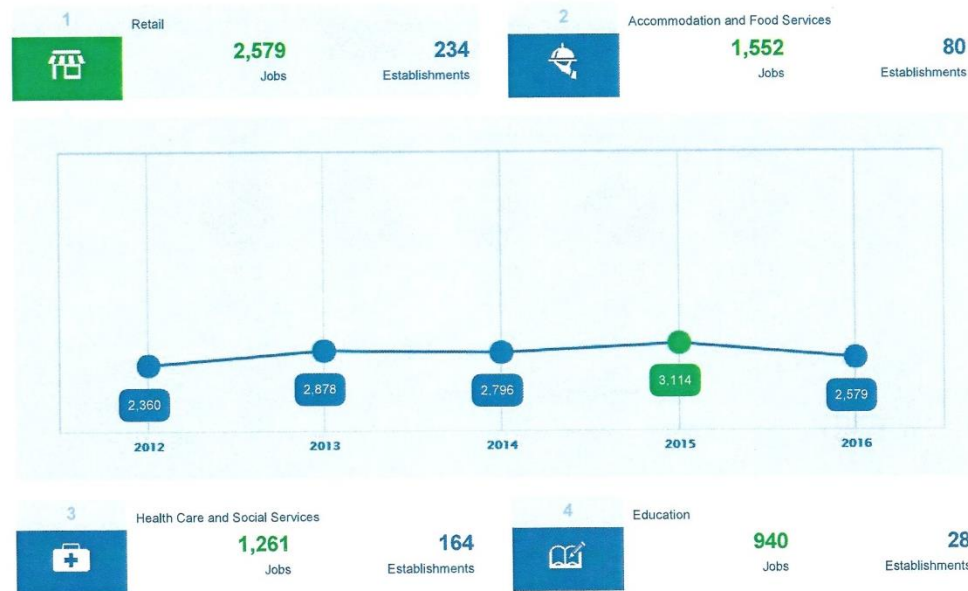 1
Retail
2,579
Jobs
234
Establishments
2
Accommodation and Food Services
1,552
Jobs
80
Establishments
2,360
2,878
2,796
3,114
2,579
2012
2013
2014
2015
2016
3
Health Care and Social Services
1,261
Jobs
164
Establishments
4
Education
940
Jobs
28
Establishments